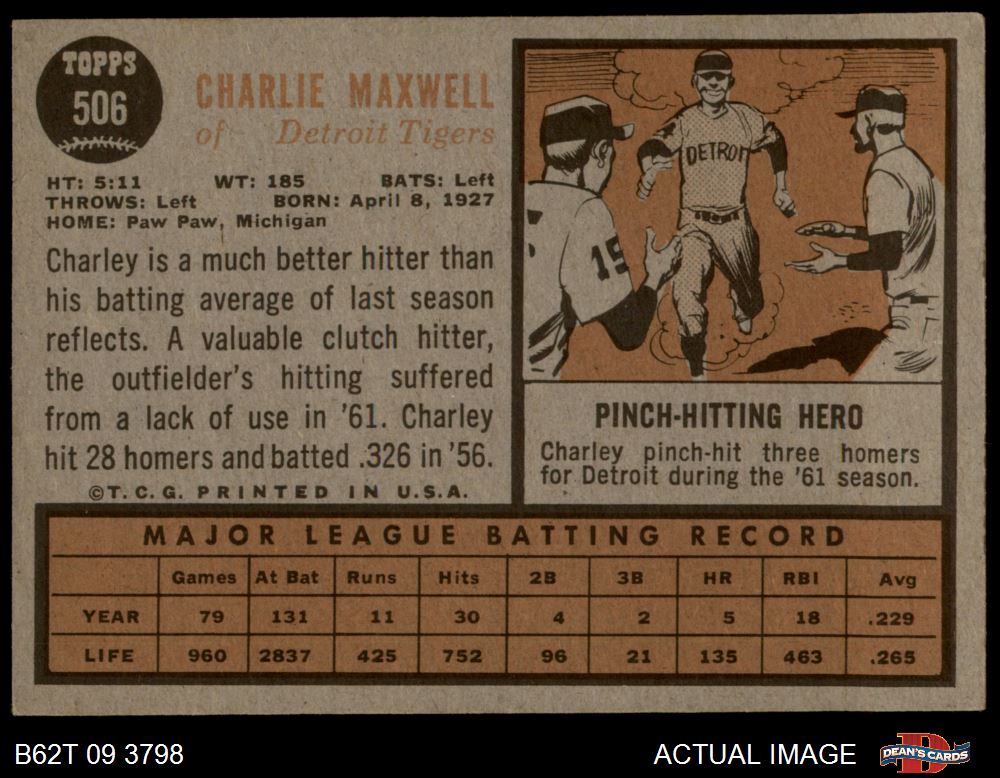 TOPPS
506
CHARLIE MAXWELL
of Detroit Tigers
HT: 5:11 WT: 185 BATS: Left
THROWS: Left BORN: April 8, 1927
HOME: Paw Paw, Michigan
Charley is a much better hitter than
his batting average of last season
reflects. A valuable clutch hitter,
the outfielder's hitting suffered
from a lack of use in '61. Charley
hit 28 homers and batted .326 in '56.
©T.C.G. PRINTED IN U.S.A.
DETROIT
15
PINCH-HITTING HERO
Charley pinch-hit three homers
for Detroit during the '61 season.
MAJOR LEAGUE BATTING RECORD
Games At Bat Runs Hits 2B 3B HR RBI Avg
YEAR 79 131 11 30 4 2 5 18 .229
LIFE 960 2837 425 752 96 21 135 463 .265
B62T 09 3798 ACTUAL IMAGE DEAN'S CARDS